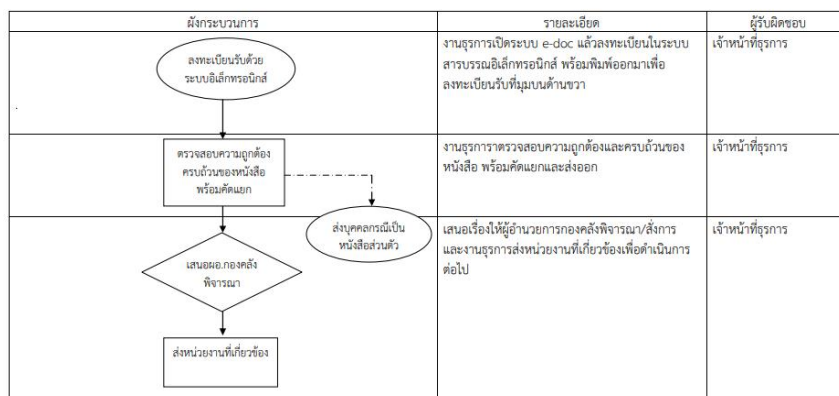 ผังกระบวนการ
รายละเอียด
ผู้รับผิดชอบ
ลงทะเบียนรับด้วย
ระบบอิเล็กทรอนิกส์
งานธุรการเปิดระบบ e-doc แล้วลงทะเบียนในระบบ
สารบรรณอิเล็กทรอนิกส์ พร้อมพิมพ์ออกมาเพื่อ
ลงทะเบียนรับที่มุมบนด้านขวา
เจ้าหน้าที่ธุรการ
ตรวจสอบความถูกต้อง
ครบถ้วนของหนังสือ
พร้อมคัดแยก
งานธุรการาตรวจสอบความถูกต้องและครบถ้วนของ
หนังสือ พร้อมคัดแยกและส่งออก
เจ้าหน้าที่ธุรการ
ส่งบุคคลกรณีเป็น
หนังสือส่วนตัว
เสนอผอ.กองคลัง
พิจารณา
เสนอเรื่องให้ผู้อำนวยการกองคลังพิจารณา/สั่งการ
และงานธุรการส่งหน่วยงานที่เกี่ยวข้องเพื่อดำเนินการ
ต่อไป
เจ้าหน้าที่ธุรการ
ส่งหน่วยงานที่เกี่ยวข้อง